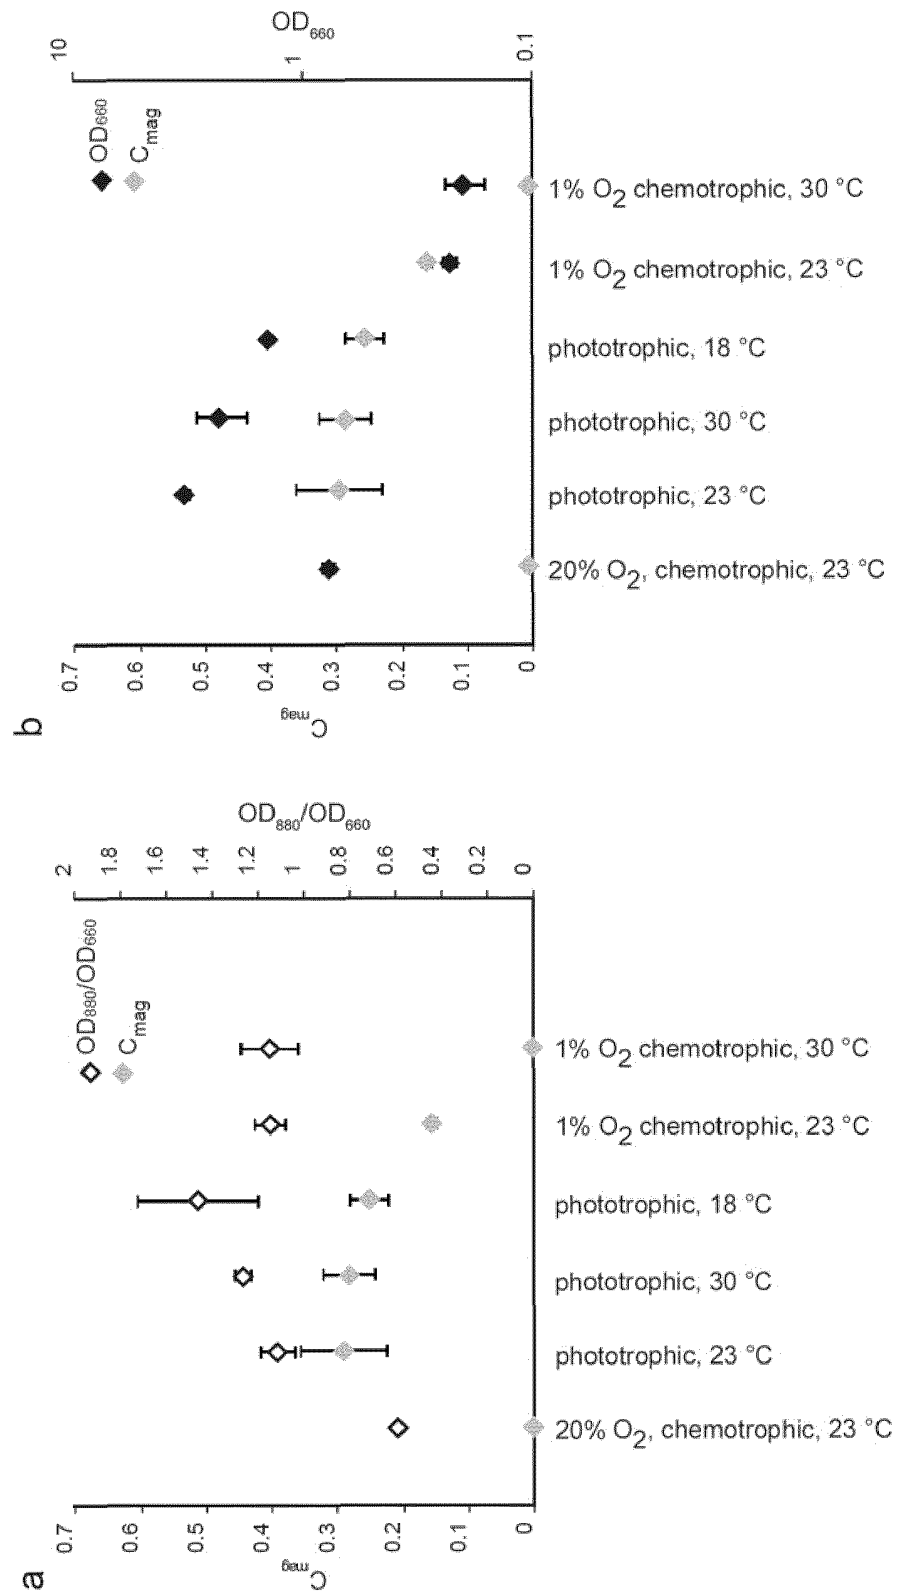 b
10
1
0.1
OD660
OD660
Cmag
0.7
0.6
0.5
0.4
0.3
0.2
0.1
0
Cmag
1% O2 chemotrophic, 30 °C
1% O2 chemotrophic, 23 °C
phototrophic, 18 °C
phototrophic, 30 °C
phototrophic, 23 °C
20% O2, chemotrophic, 23 °C
a
2
1.8
1.6
1.4
1.2
1
0.8
0.6
0.4
0.2
0
OD880/OD660
OD880/OD660
Cmag
0.7
0.6
0.5
0.4
0.3
0.2
0.1
0
Cmag
1% O2 chemotrophic, 30 °C
1% O2 chemotrophic, 23 °C
phototrophic, 18 °C
phototrophic, 30 °C
phototrophic, 23 °C
20% O2, chemotrophic, 23 °C